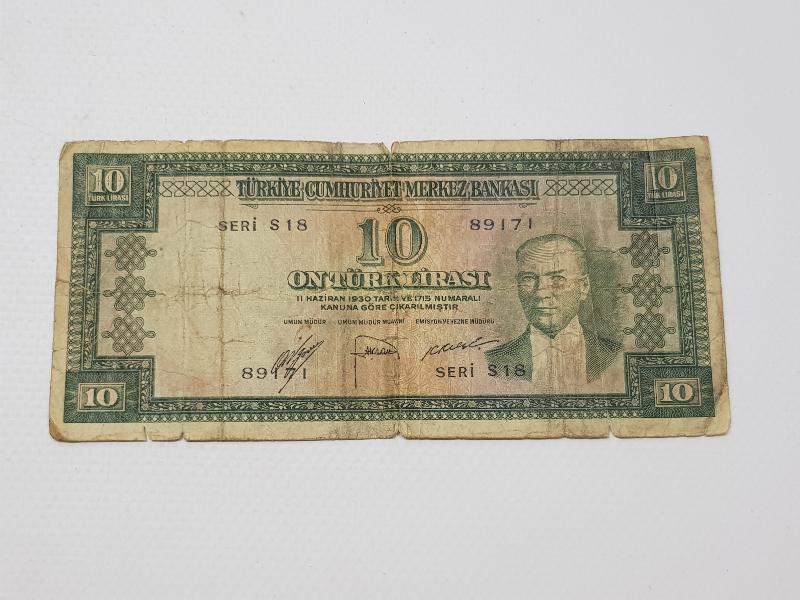 10
TÜRK LİRASI
TÜRKİYE CUMHURİYET MERKEZ BANKASI
10
TÜRK LİRASI
SERİ S18
89171
10
ON TÜRK LİRASI
11 HAZİRAN 1930 TARİH VE 1715 NUMARALI
KANUNA GÖRE ÇIKARILMIŞTIR
UMUM MÜDÜR UMUM MÜDÜR MUAVİNİ EMİSYON VE VEZNE MÜDÜRÜ
89171
SERİ S18
10
10